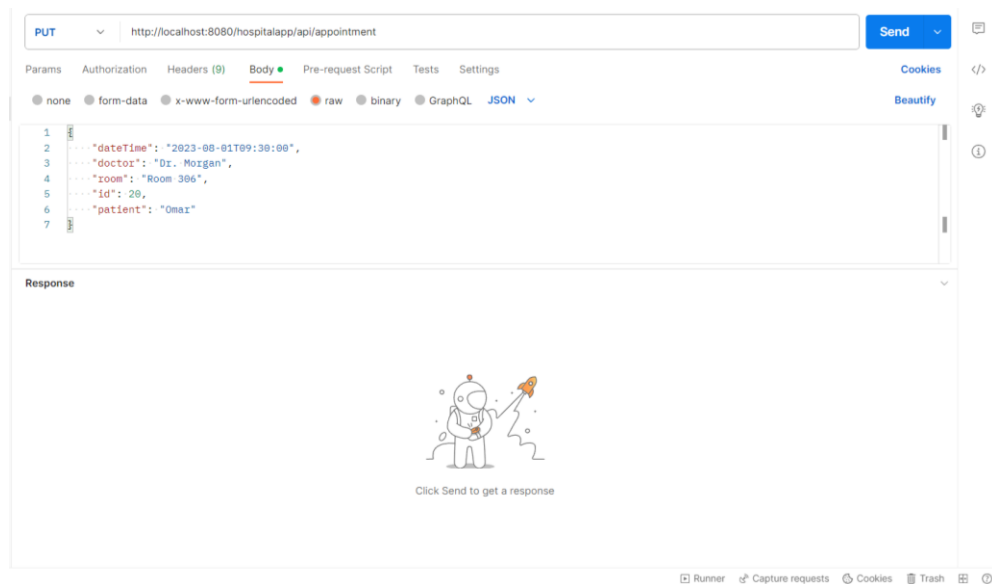 PUT http://localhost:8080/hospitalapp/api/appointment Send
Params Authorization Headers (9) Body Pre-request Script Tests Settings Cookies
none form-data x-www-form-urlencoded raw binary GraphQL JSON Beautify
1 {
2 "dateTime": "2023-08-01T09:30:00",
3 "doctor": "Dr. Morgan",
4 "room": "Room 306",
5 "id": 20,
6 "patient": "Omar"
7 }
Response
Click Send to get a response
Runner Capture requests Cookies Trash